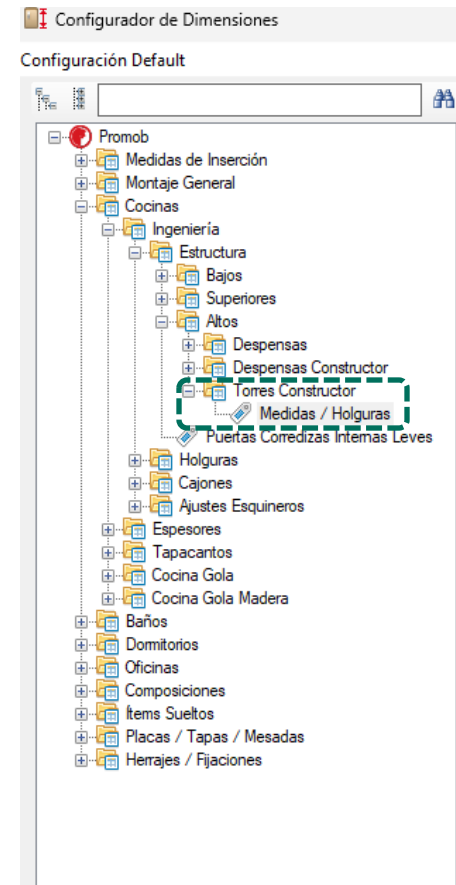 Configurador de Dimensiones
Configuración Default
Promob
Medidas de Inserción
Montaje General
Cocinas
Ingeniería
Estructura
Bajos
Superiores
Altos
Despensas
Despensas Constructor
Torres Constructor
Medidas / Holguras
Puertas Corredizas Internas Leves
Holguras
Cajones
Ajustes Esquineros
Espesores
Tapacantos
Cocina Gola
Cocina Gola Madera
Baños
Dormitorios
Oficinas
Composiciones
Ítems Sueltos
Placas / Tapas / Mesadas
Herrajes / Fijaciones